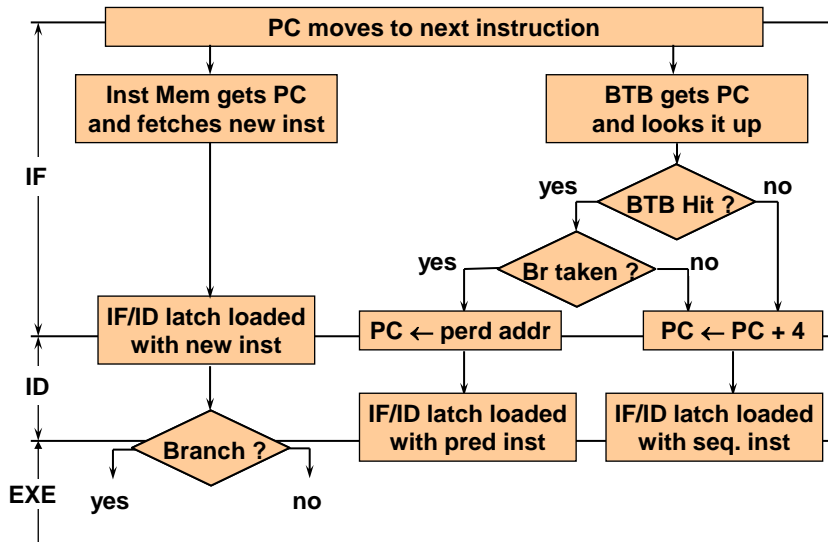 PC moves to next instruction
Inst Mem gets PC
and fetches new inst
BTB gets PC
and looks it up
IF
yes
no
BTB Hit ?
yes
no
Br taken ?
IF/ID latch loaded
with new inst
PC ← perd addr
PC ← PC + 4
ID
IF/ID latch loaded
with pred inst
IF/ID latch loaded
with seq. inst
Branch ?
EXE
yes
no